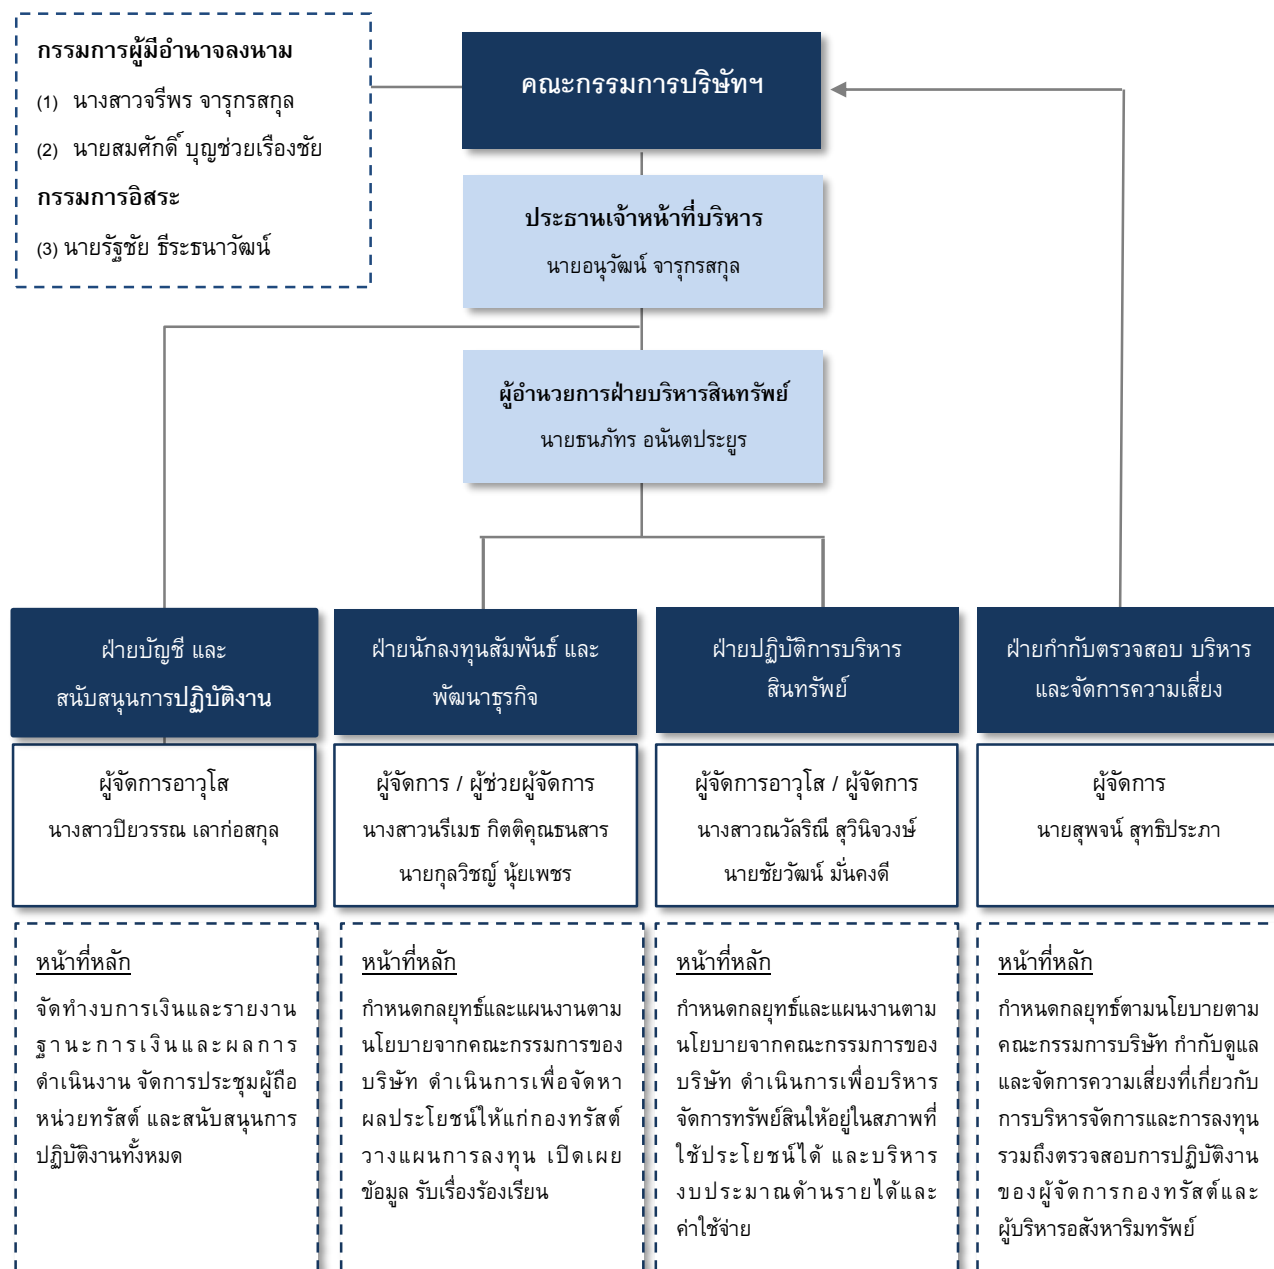 กรรมการผู้มีอำนาจลงนาม
(1) นางสาวจรีพร จารุกรสกุล
(2) นายสมศักดิ์ บุญช่วยเรืองชัย
กรรมการอิสระ
(3) นายรัฐชัย ธีระธนาวัฒน์
คณะกรรมการบริษัทฯ
ประธานเจ้าหน้าที่บริหาร
นายอนุวัฒน์ จารุกรสกุล
ผู้อำนวยการฝ่ายบริหารสินทรัพย์
นายธนภัทร อนันตประยูร
ฝ่ายบัญชี และ
สนับสนุนการปฏิบัติงาน
ผู้จัดการอาวุโส
นางสาวปิยวรรณ เลาก่อสกุล
หน้าที่หลัก
จัดทำงบการเงินและรายงาน
ฐานะการเงินและผลการ
ดำเนินงาน จัดการประชุมผู้ถือ
หน่วยทรัสต์ และสนับสนุนการ
ปฏิบัติงานทั้งหมด
ฝ่ายนักลงทุนสัมพันธ์ และ
พัฒนาธุรกิจ
ผู้จัดการ / ผู้ช่วยผู้จัดการ
นางสาวนรีเมธ กิตติคุณธนสาร
นายกุลวิชญ์ นุ้ยเพชร
หน้าที่หลัก
กำหนดกลยุทธ์และแผนงานตาม
นโยบายจากคณะกรรมการของ
บริษัท ดำเนินการเพื่อจัดหา
ผลประโยชน์ให้แก่กองทรัสต์
วางแผนการลงทุน เปิดเผย
ข้อมูล รับเรื่องร้องเรียน
ฝ่ายปฏิบัติการบริหาร
สินทรัพย์
ผู้จัดการอาวุโส / ผู้จัดการ
นางสาวณวัลริณี สุวินิจวงษ์
นายชัยวัฒน์ มั่นคงดี
หน้าที่หลัก
กำหนดกลยุทธ์และแผนงานตาม
นโยบายจากคณะกรรมการของ
บริษัท ดำเนินการเพื่อบริหาร
จัดการทรัพย์สินให้อยู่ในสภาพที่
ใช้ประโยชน์ได้ และบริหาร
งบประมาณด้านรายได้และ
ค่าใช้จ่าย
ฝ่ายกำกับตรวจสอบ บริหาร
และจัดการความเสี่ยง
ผู้จัดการ
นายสุพจน์ สุทธิประภา
หน้าที่หลัก
กำหนดกลยุทธ์ตามนโยบายตาม
คณะกรรมการบริษัท กำกับดูแล
และจัดการความเสี่ยงที่เกี่ยวกับ
การบริหารจัดการและการลงทุน
รวมถึงตรวจสอบการปฏิบัติงาน
ของผู้จัดการกองทรัสต์และ
ผู้บริหารอสังหาริมทรัพย์